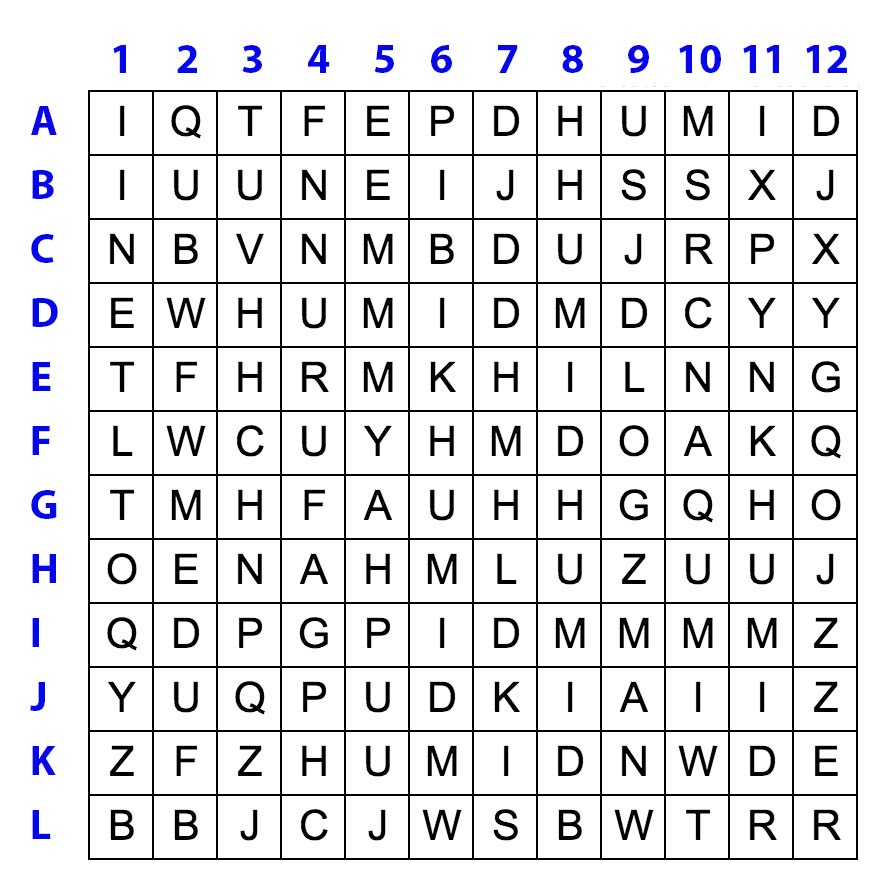 1 2 3 4 5 6 7 8 9 10 11 12
A I Q T F E P D H U M I D
B I U U N E I J H S S X J
C N B V N M B D U J R P X
D E W H U M I D M D C Y Y
E T F H R M K H I L N N G
F L W C U Y H M D O A K Q
G T M H F A U H H G Q H O
H O E N A H M L U Z U U J
I Q D P G P I D M M M M Z
J Y U Q P U D K I A I I Z
K Z F Z H U M I D N W D E
L B B J C J W S B W T R R